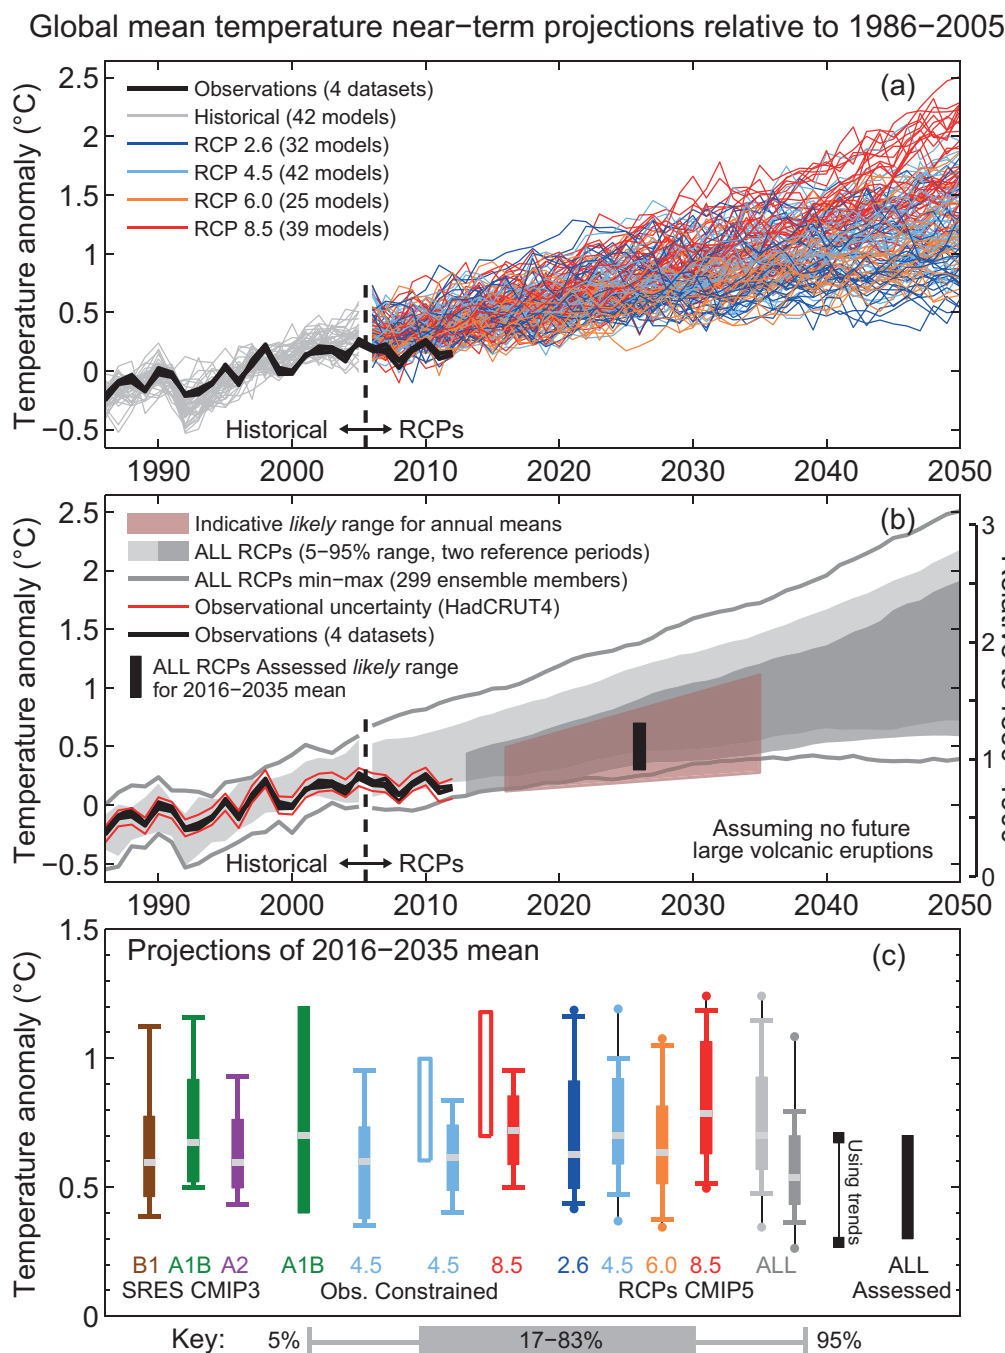 Global mean temperature near−term projections relative to 1986−2005
(a)
Temperature anomaly (°C)
2.5
2
1.5
1
0.5
0
−0.5
Observations (4 datasets)
Historical (42 models)
RCP 2.6 (32 models)
RCP 4.5 (42 models)
RCP 6.0 (25 models)
RCP 8.5 (39 models)
Historical RCPs
1990 2000 2010 2020 2030 2040 2050
(b)
Temperature anomaly (°C)
2.5
2
1.5
1
0.5
0
−0.5
Indicative likely range for annual means
ALL RCPs (5−95% range, two reference periods)
ALL RCPs min−max (299 ensemble members)
Observational uncertainty (HadCRUT4)
Observations (4 datasets)
ALL RCPs Assessed likely range
for 2016−2035 mean
Historical RCPs
Assuming no future
large volcanic eruptions
3
2
1
0
1990 2000 2010 2020 2030 2040 2050
Projections of 2016−2035 mean
(c)
Temperature anomaly (°C)
1.5
1
0.5
0
Using trends
B1 A1B A2 A1B 4.5 4.5 8.5 2.6 4.5 6.0 8.5 ALL ALL
SRES CMIP3 Obs. Constrained RCPs CMIP5 Assessed
Key: 5% 17−83% 95%